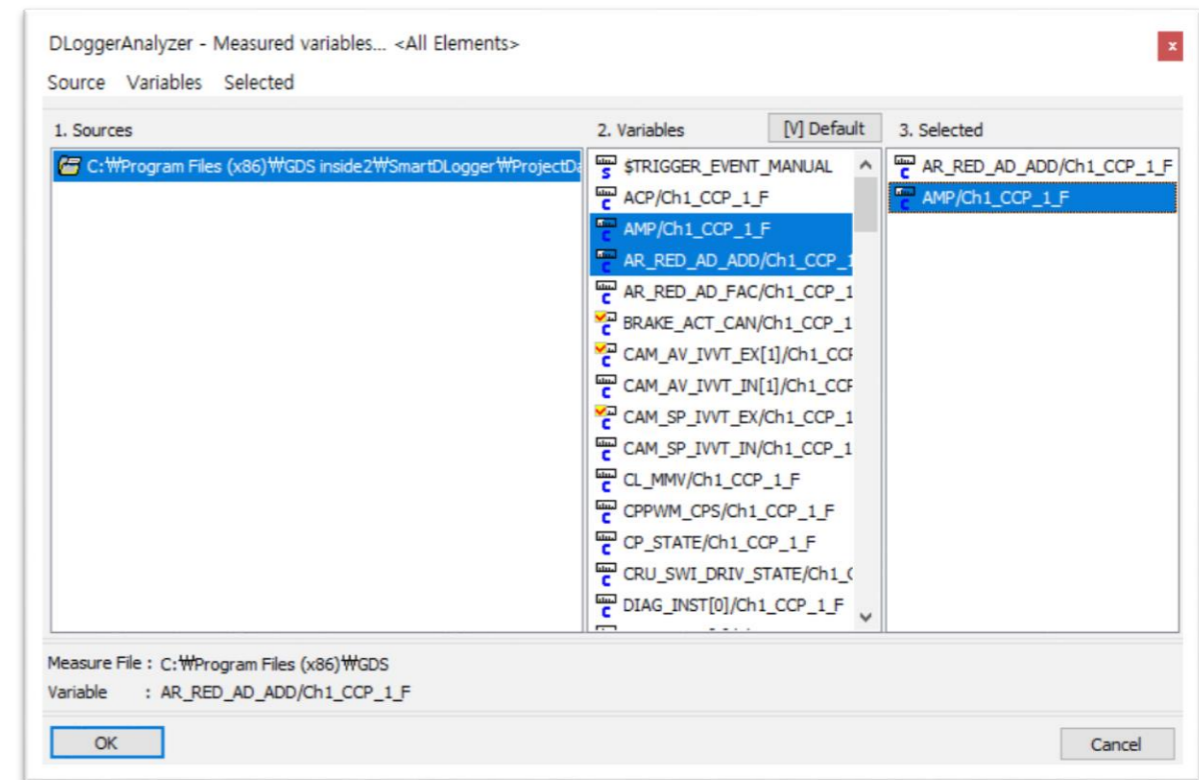 DLoggerAnalyzer - Measured variables... <All Elements>
x
Source Variables Selected
1. Sources
C:₩Program Files (x86)₩GDS inside2₩SmartDLogger₩ProjectDa
2. Variables
[V] Default
$TRIGGER_EVENT_MANUAL
ACP/Ch1_CCP_1_F
AMP/Ch1_CCP_1_F
AR_RED_AD_ADD/Ch1_CCP_1
AR_RED_AD_FAC/Ch1_CCP_1
BRAKE_ACT_CAN/Ch1_CCP_1
CAM_AV_IVVT_EX[1]/Ch1_CCF
CAM_AV_IVVT_IN[1]/Ch1_CCF
CAM_SP_IVVT_EX/Ch1_CCP_1
CAM_SP_IVVT_IN/Ch1_CCP_1
CL_MMV/Ch1_CCP_1_F
CPPWM_CPS/Ch1_CCP_1_F
CP_STATE/Ch1_CCP_1_F
CRU_SWI_DRIV_STATE/Ch1_C
DIAG_INST[0]/Ch1_CCP_1_F
3. Selected
AR_RED_AD_ADD/Ch1_CCP_1_F
AMP/Ch1_CCP_1_F
Measure File : C:₩Program Files (x86)₩GDS
Variable : AR_RED_AD_ADD/Ch1_CCP_1_F
OK
Cancel